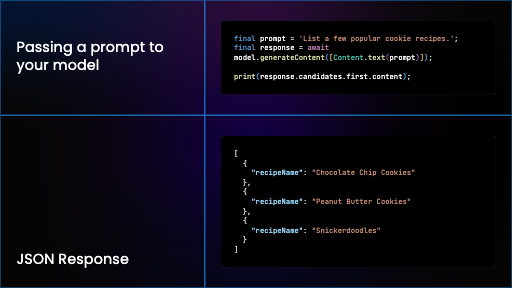 Passing a prompt to
your model
final prompt = 'List a few popular cookie recipes.';
final response = await
model.generateContent([Content.text(prompt)]);
print(response.candidates.first.content);
JSON Response
[
{
"recipeName": "Chocolate Chip Cookies"
},
{
"recipeName": "Peanut Butter Cookies"
},
{
"recipeName": "Snickerdoodles"
}
]